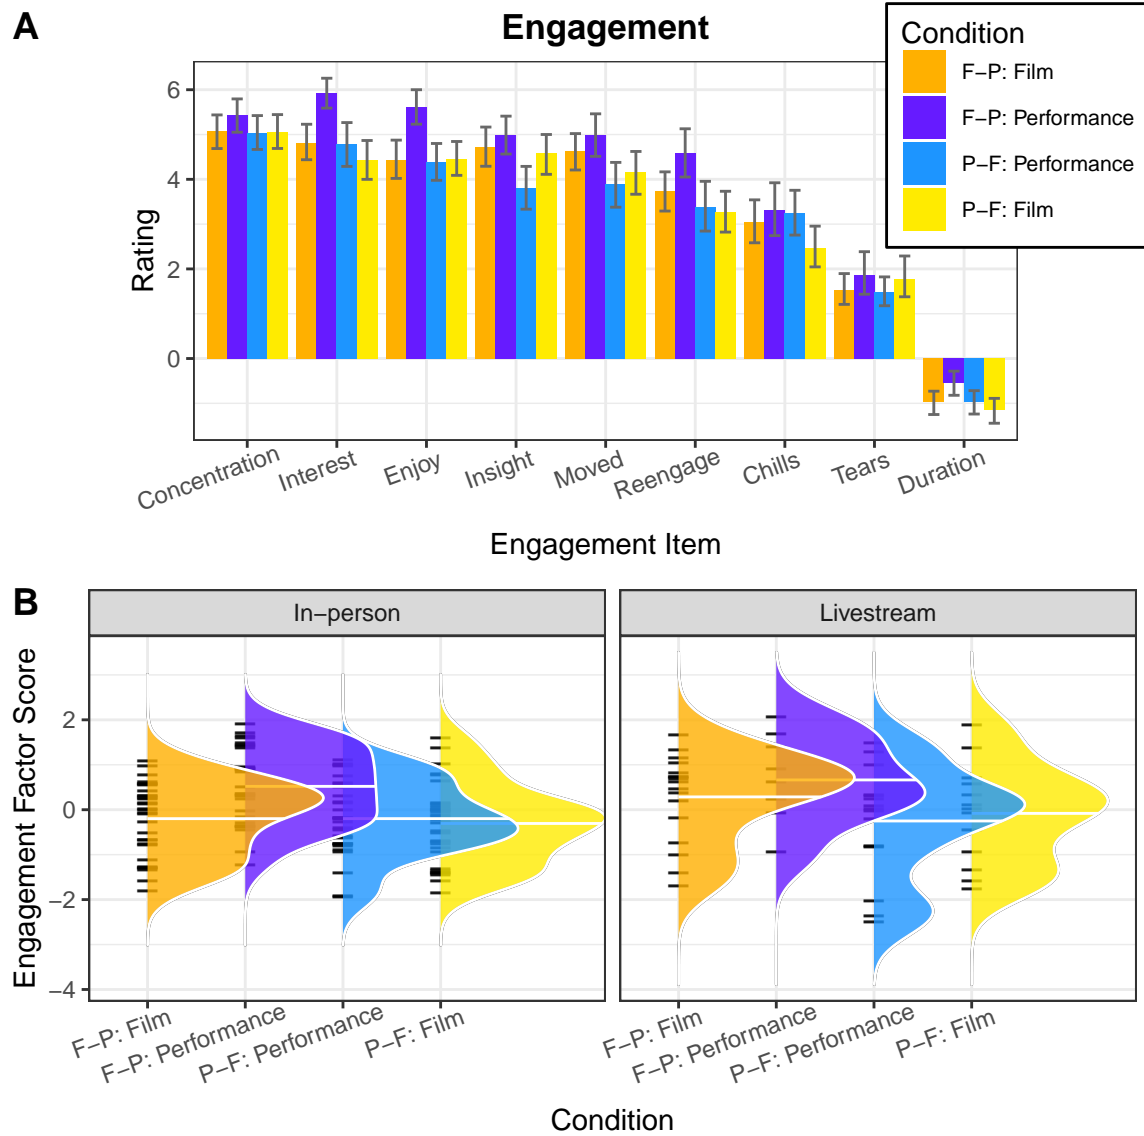 A
Engagement
Condition
F−P: Film
F−P: Performance
P−F: Performance
P−F: Film
Rating
6
4
2
0
Concentration
Interest
Enjoy
Insight
Moved
Reengage
Chills
Tears
Duration
Engagement Item
B
In−person
Livestream
Engagement Factor Score
2
0
−2
−4
F−P: Film
F−P: Performance
P−F: Performance
P−F: Film
F−P: Film
F−P: Performance
P−F: Performance
P−F: Film
Condition